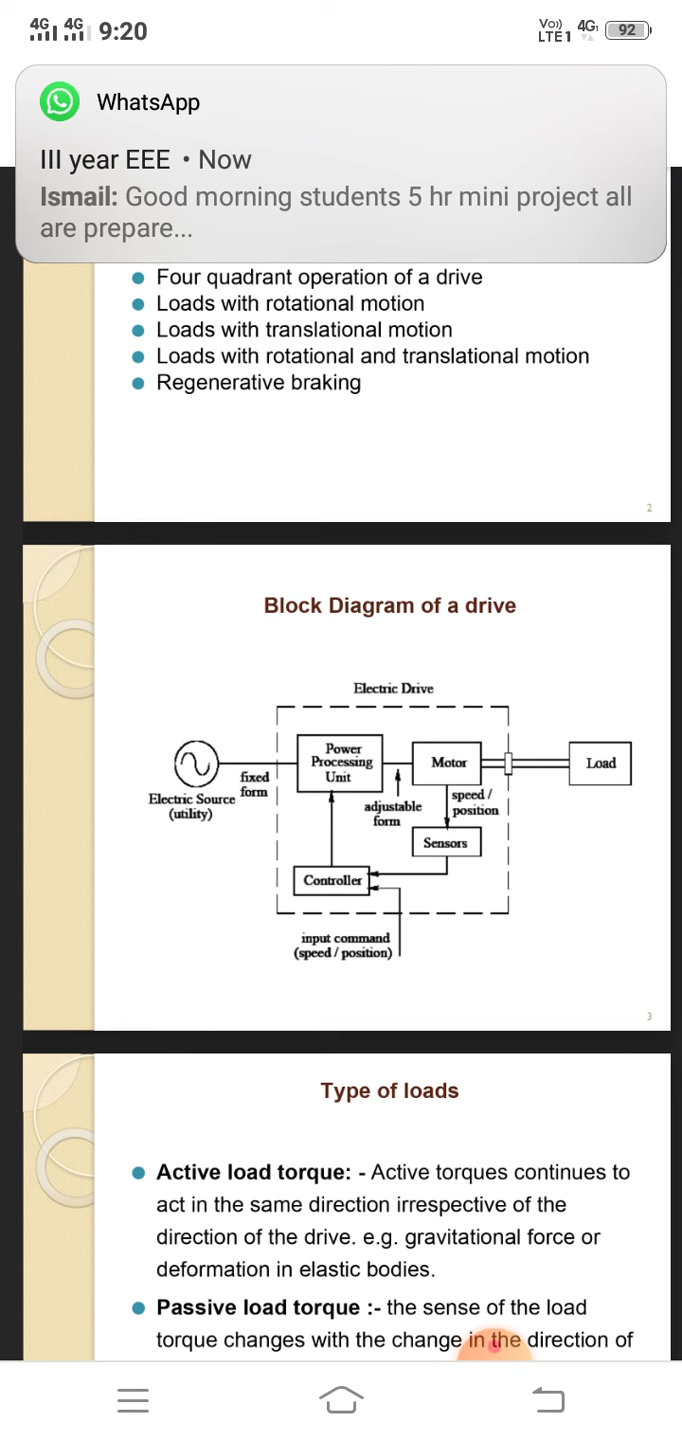 4G 4G 9:20 Vo)) LTE1 4G 92
WhatsApp
III year EEE • Now
Ismail: Good morning students 5 hr mini project all
are prepare...
Four quadrant operation of a drive
Loads with rotational motion
Loads with translational motion
Loads with rotational and translational motion
Regenerative braking
2
Block Diagram of a drive
Electric Drive
Power
Processing
Unit
Motor
Load
fixed
form
Electric Source
(utility)
adjustable
form
speed /
position
Sensors
Controller
input command
(speed / position)
3
Type of loads
Active load torque: - Active torques continues to
act in the same direction irrespective of the
direction of the drive. e.g. gravitational force or
deformation in elastic bodies.
Passive load torque :- the sense of the load
torque changes with the change in the direction of